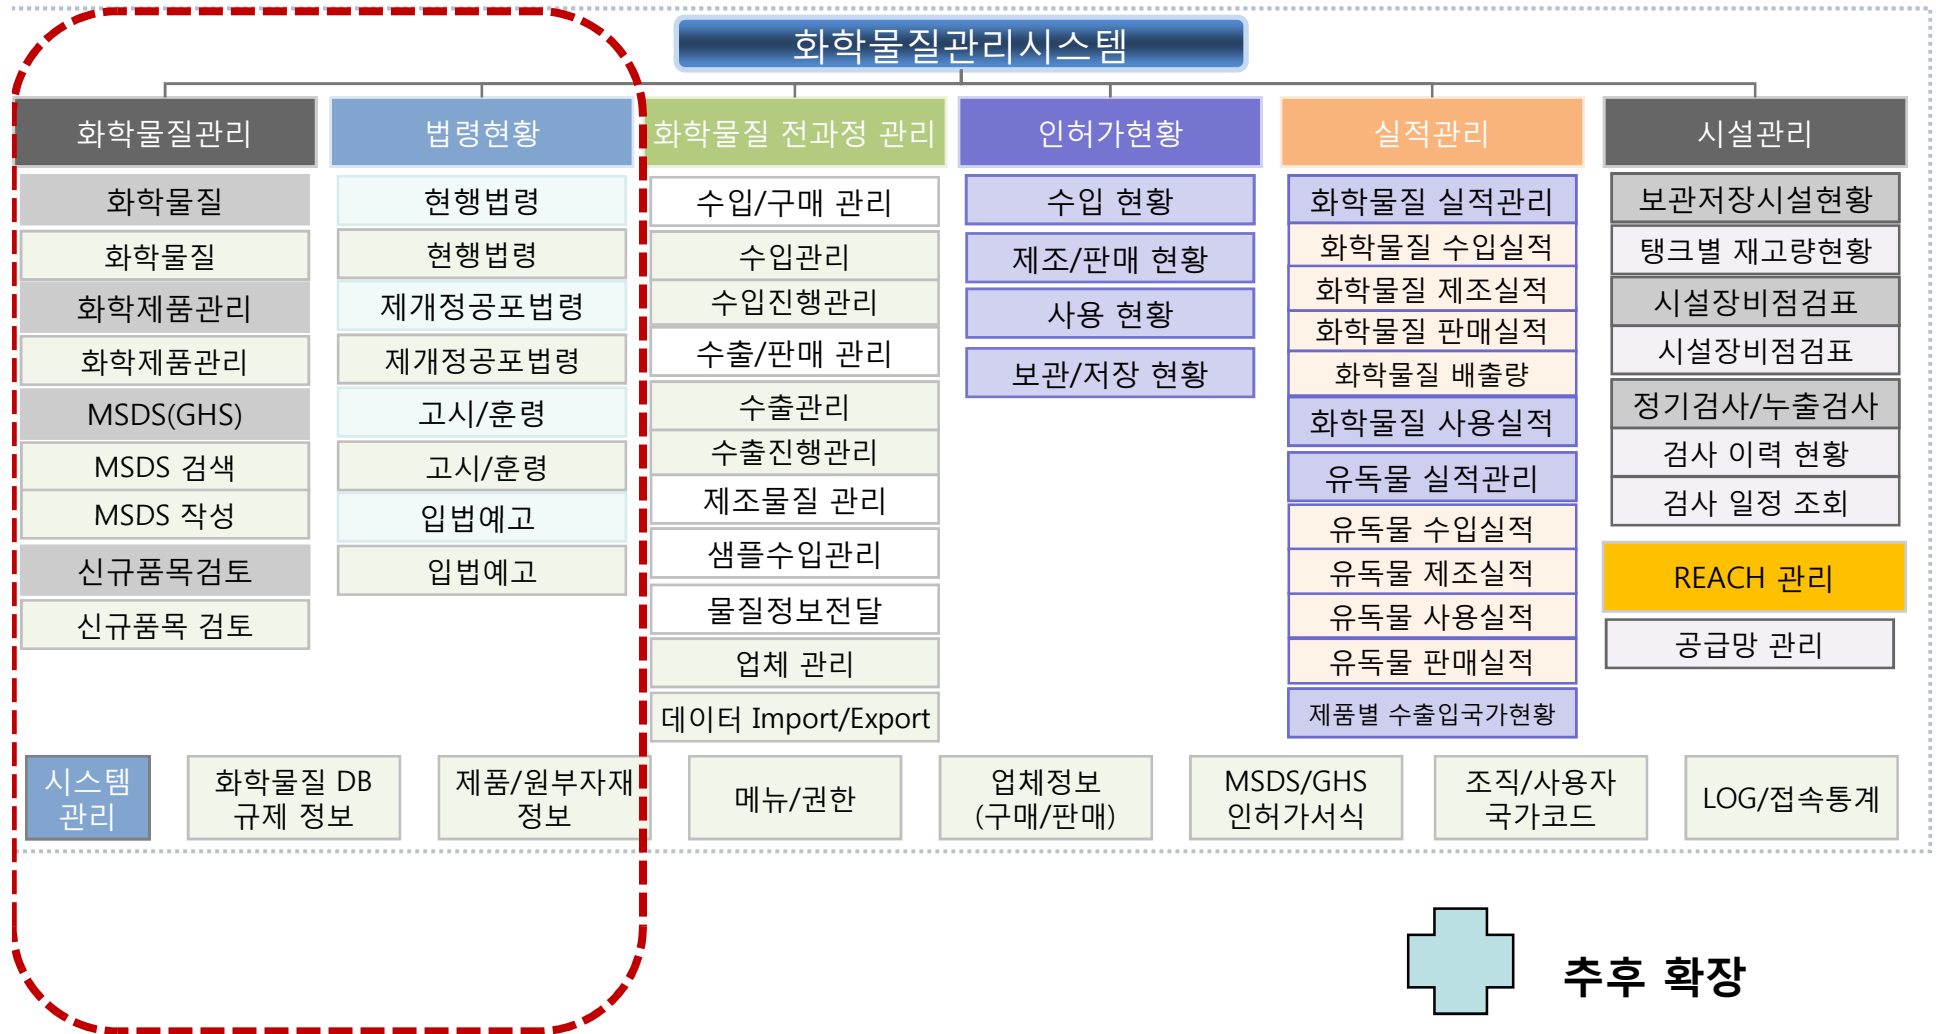 화학물질관리시스템
화학물질관리
법령현황
화학물질 전과정 관리
인허가현황
실적관리
시설관리
화학물질
화학물질
화학제품관리
화학제품관리
MSDS(GHS)
MSDS 검색
MSDS 작성
신규품목검토
신규품목 검토
현행법령
현행법령
제개정공포법령
제개정공포법령
고시/훈령
고시/훈령
입법예고
입법예고
수입/구매 관리
수입관리
수입진행관리
수출/판매 관리
수출관리
수출진행관리
제조물질 관리
샘플수입관리
물질정보전달
업체 관리
데이터 Import/Export
수입 현황
제조/판매 현황
사용 현황
보관/저장 현황
화학물질 실적관리
화학물질 수입실적
화학물질 제조실적
화학물질 판매실적
화학물질 배출량
화학물질 사용실적
유독물 실적관리
유독물 수입실적
유독물 제조실적
유독물 사용실적
유독물 판매실적
제품별 수출입국가현황
보관저장시설현황
탱크별 재고량현황
시설장비점검표
시설장비점검표
정기검사/누출검사
검사 이력 현황
검사 일정 조회
REACH 관리
공급망 관리
시스템
관리
화학물질 DB
규제 정보
제품/원부자재
정보
메뉴/권한
업체정보
(구매/판매)
MSDS/GHS
인허가서식
조직/사용자
국가코드
LOG/접속통계
추후 확장